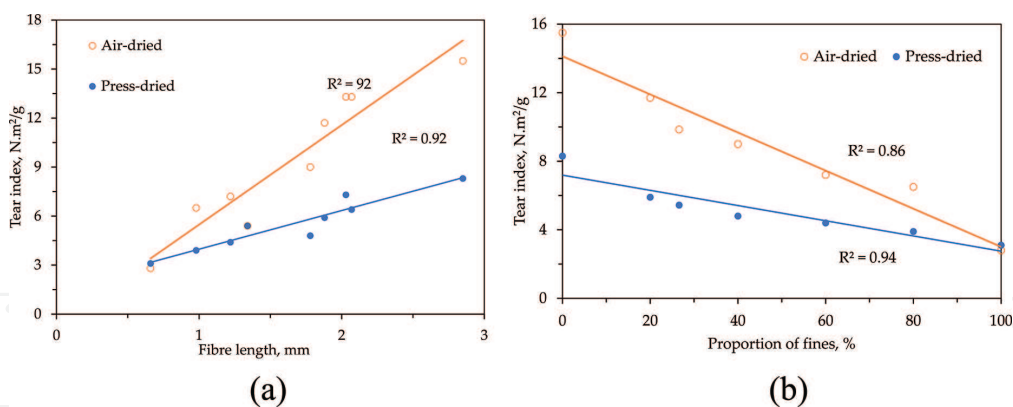 18
15
12
9
6
3
0
Tear index, N.m²/g
Air-dried
Press-dried
R² = 92
R² = 0.92
0 1 2 3
Fibre length, mm
(a)
16
12
8
4
0
Tear index, N.m²/g
Air-dried Press-dried
R² = 0.86
R² = 0.94
0 20 40 60 80 100
Proportion of fines, %
(b)